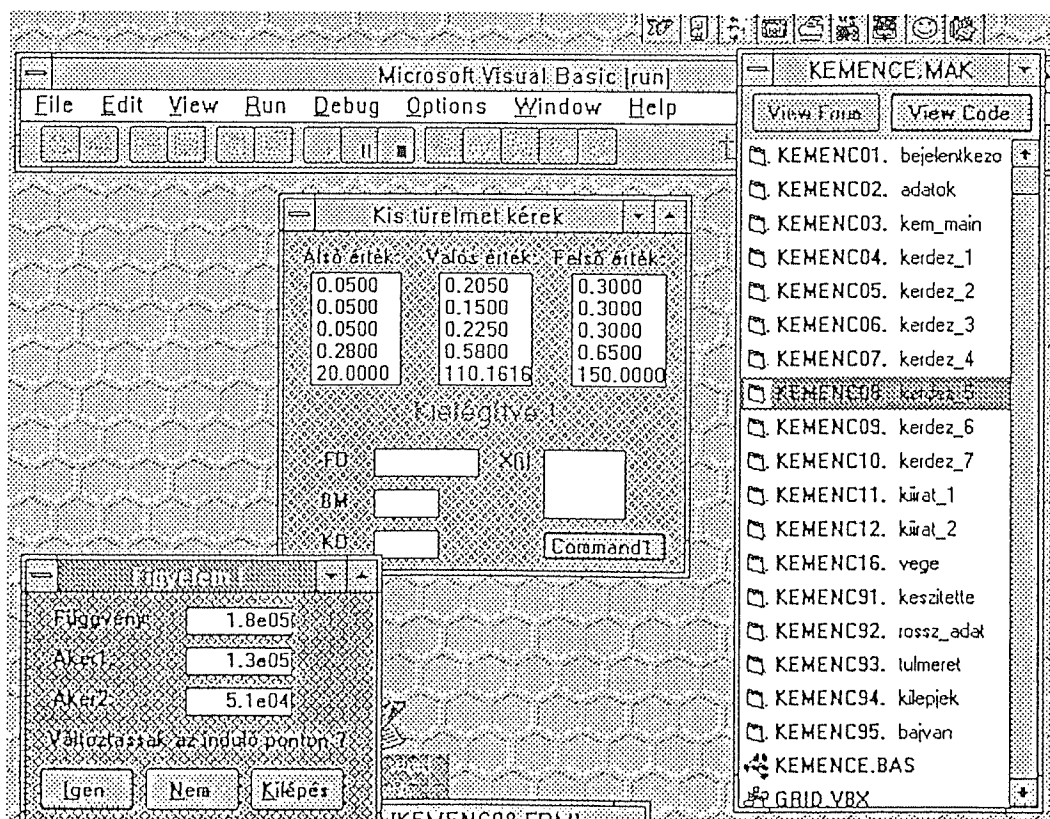 Microsoft Visual Basic [run]
File Edit View Run Debug Options Window Help
KEMENCE.MAK
View Form View Code
KEMENC01. bejelentkezo
KEMENC02. adatok
KEMENC03. kem_main
KEMENC04. kerdez_1
KEMENC05. kerdez_2
KEMENC06. kerdez_3
KEMENC07. kerdez_4
KEMENC08. kerdez_5
KEMENC09. kerdez_6
KEMENC10. kerdez_7
KEMENC11. kiirat_1
KEMENC12. kiirat_2
KEMENC16. vege
KEMENC91. keszitette
KEMENC92. rossz_adat
KEMENC93. tulmeret
KEMENC94. kilepjek
KEMENC95. bajvan
KEMENCE.BAS
GRID.VBX
Kis türelmet kérek
Alsó érték: Valós érték: Felső érték:
0.0500 0.2050 0.3000
0.0500 0.1500 0.3000
0.0500 0.2250 0.3000
0.2800 0.5800 0.6500
20.0000 110.1616 150.0000
Kielégítve !
FO: X(I)
BM:
KO:
Command1
Figyelem !
Függvény: 1.8e05
Aker1: 1.3e05
Aker2: 5.1e04
Változtassak az induló ponton ?
Igen Nem Kilépés
[KEMENC08.FRM]